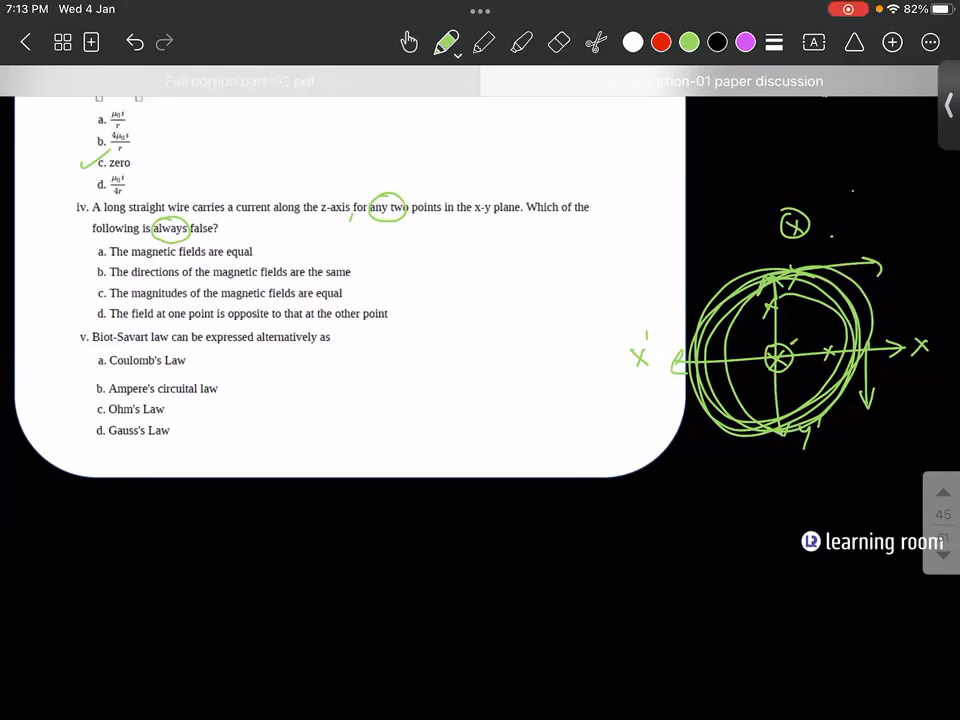 7:13 PM Wed 4 Jan
82%
A
Full portion part-02 pdf
rtion-01 paper discussion
a. μ₀i/r
b. 4μ₀i/r
c. zero
d. μ₀i/4r
iv. A long straight wire carries a current along the z-axis for any two points in the x-y plane. Which of the
following is always false?
a. The magnetic fields are equal
b. The directions of the magnetic fields are the same
c. The magnitudes of the magnetic fields are equal
d. The field at one point is opposite to that at the other point
v. Biot-Savart law can be expressed alternatively as
a. Coulomb's Law
b. Ampere's circuital law
c. Ohm's Law
d. Gauss's Law
X
X'
X
y'
45
61
LR learning room